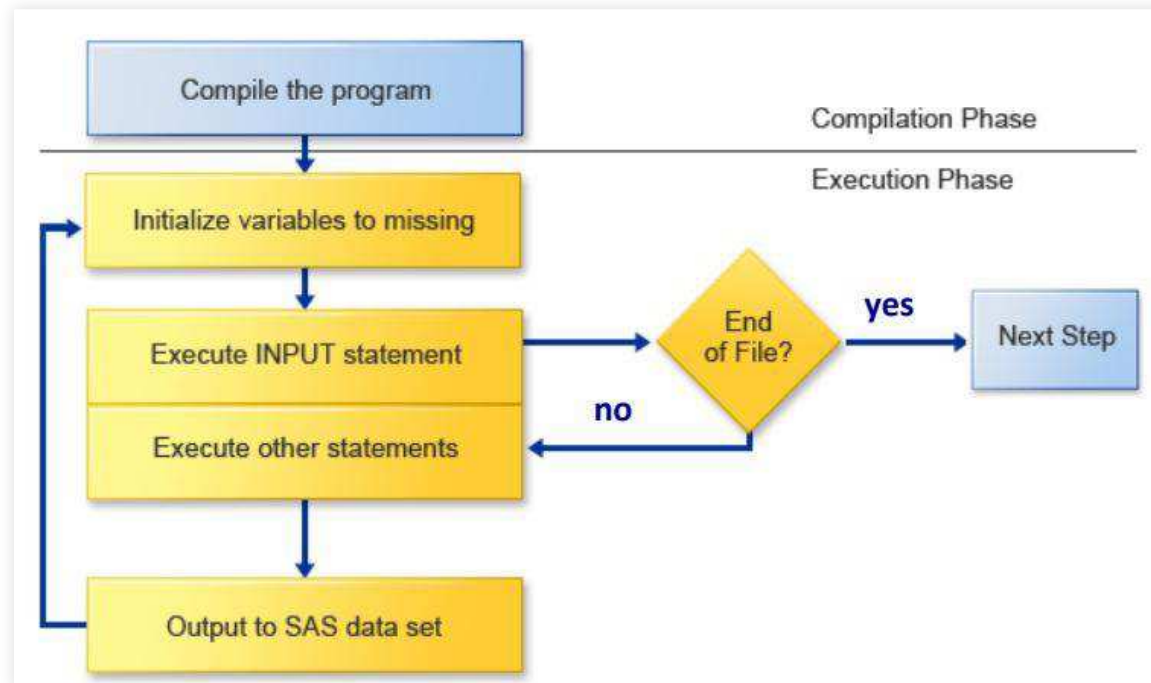 Compile the program
Compilation Phase
Execution Phase
Initialize variables to missing
Execute INPUT statement
End
of File?
yes
Next Step
no
Execute other statements
Output to SAS data set